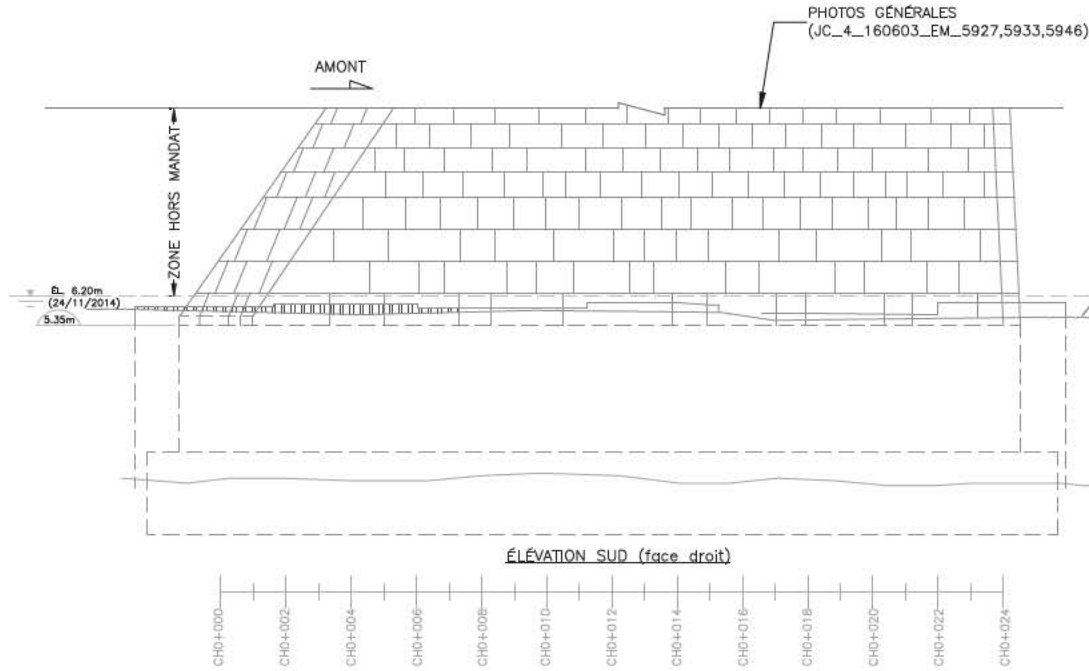 PHOTOS GÉNÉRALES
(JC_4_160603_EM_5927,5933,5946)
AMONT
ZONE HORS MANDAT
ÉL. 6.20m
(24/11/2014)
5.35m
ÉLÉVATION SUD (face droit)
CH0+000
CH0+002
CH0+004
CH0+006
CH0+008
CH0+010
CH0+012
CH0+014
CH0+016
CH0+018
CH0+020
CH0+022
CH0+024